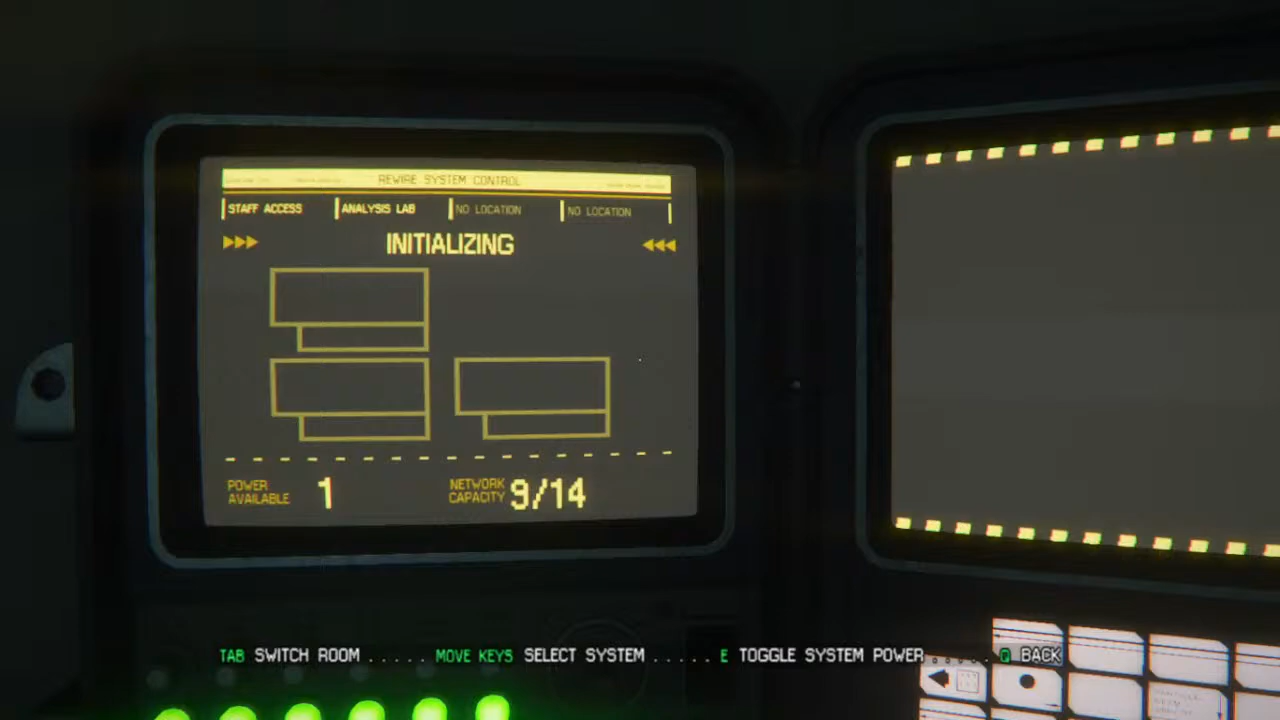 REWIRE SYSTEM CONTROL
STAFF ACCESS ANALYSIS LAB NO LOCATION NO LOCATION
INITIALIZING
POWER AVAILABLE 1 NETWORK CAPACITY 9/14
TAB SWITCH ROOM ..... MOVE KEYS SELECT SYSTEM ..... E TOGGLE SYSTEM POWER ..... Q BACK